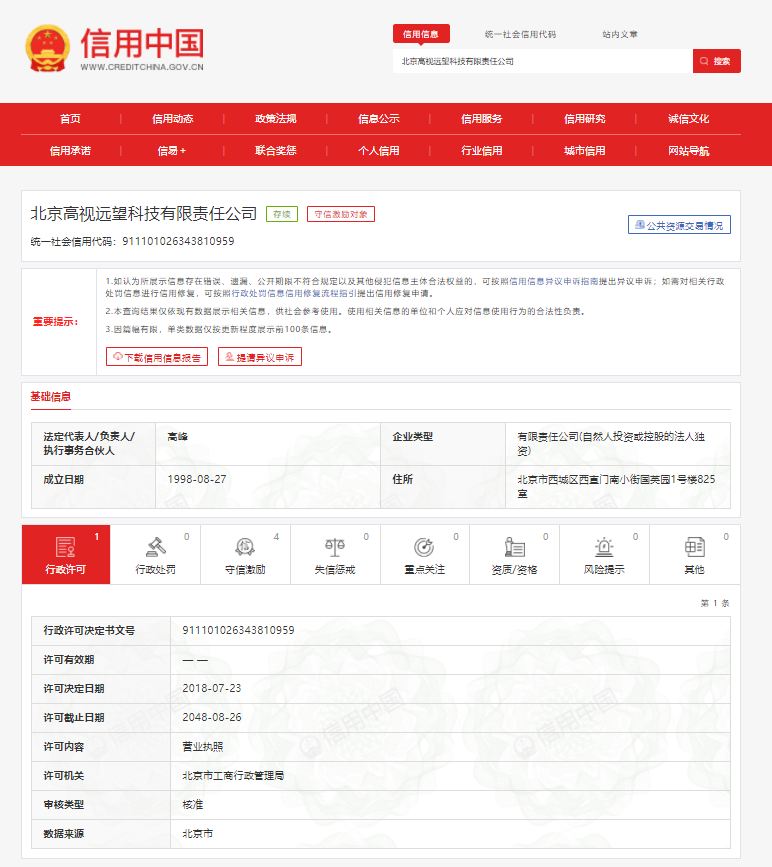 信用中国
WWW.CREDITCHINA.GOV.CN
信用信息
统一社会信用代码
站内文章
北京高视远望科技有限责任公司
搜索
首页
信用动态
政策法规
信息公示
信用服务
信用研究
诚信文化
信用承诺
信易+
联合奖惩
个人信用
行业信用
城市信用
网站导航
北京高视远望科技有限责任公司
存续
守信激励对象
统一社会信用代码：911101026343810959
公共资源交易情况
重要提示：
1.如认为所展示信息存在错误、遗漏、公开期限不符合规定以及其他侵犯信息主体合法权益的，可按照信用信息异议申诉指南提出异议申诉；如需对相关行政
处罚信息进行信用修复，可按照行政处罚信息信用修复流程指引提出信用修复申请。
2.本查询结果仅依现有数据展示相关信息，供社会参考使用。使用相关信息的单位和个人应对信息使用行为的合法性负责。
3.因篇幅有限，单类数据仅按更新程度展示前100条信息。
下载信用信息报告
提请异议申诉
基础信息
法定代表人/负责人/
执行事务合伙人
高峰
企业类型
有限责任公司(自然人投资或控股的法人独
资)
成立日期
1998-08-27
住所
北京市西城区西直门南小街国英园1号楼825
室
1
行政许可
0
行政处罚
4
守信激励
0
失信惩戒
0
重点关注
0
资质/资格
0
风险提示
0
其他
第 1 条
行政许可决定书文号
911101026343810959
许可有效期
— —
许可决定日期
2018-07-23
许可截止日期
2048-08-26
许可内容
营业执照
许可机关
北京市工商行政管理局
审核类型
核准
数据来源
北京市
信用中国
信用中国